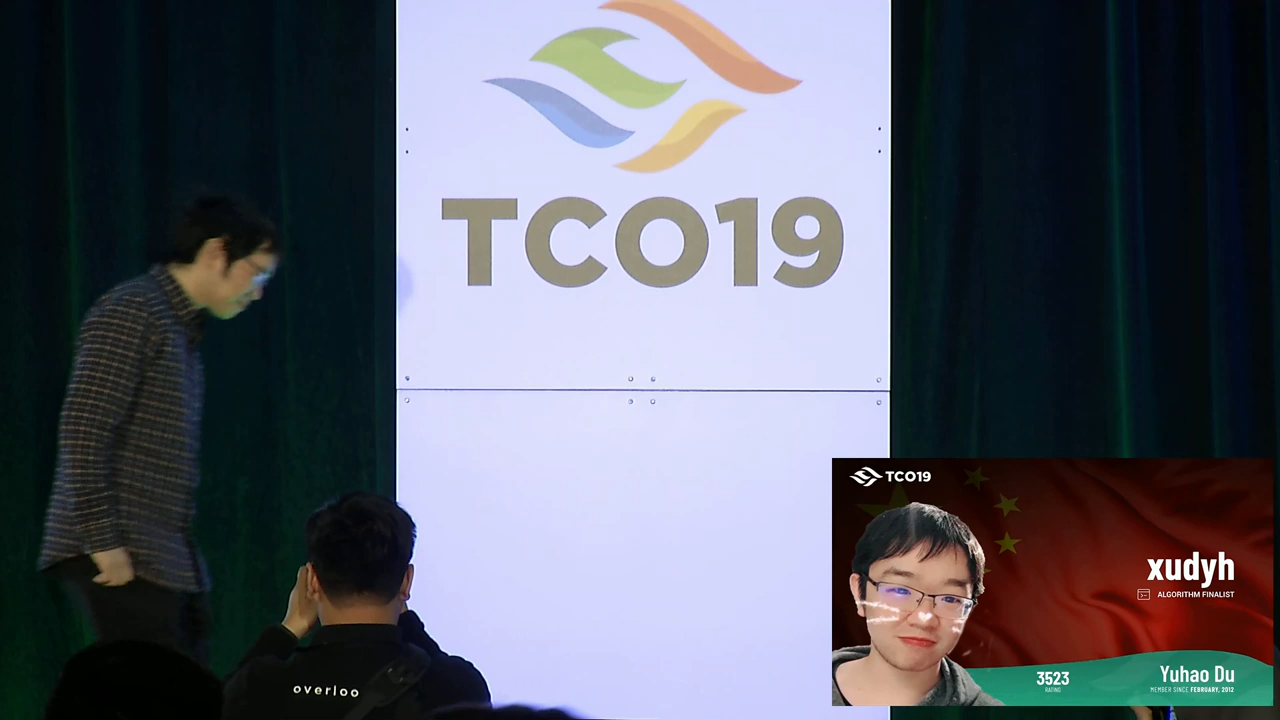 TCO19
overloo
TCO19
xudyh
ALGORITHM FINALIST
3523
RATING
Yuhao Du
MEMBER SINCE FEBRUARY, 2012